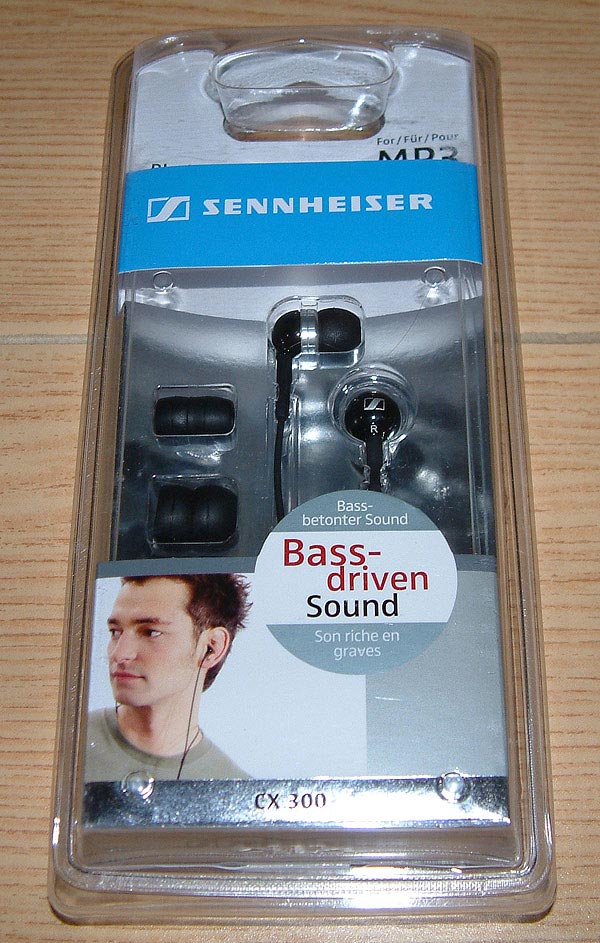 For / Für / Pour
MP3
SENNHEISER
R
Bass-
betonter Sound
Bass-
driven
Sound
Son riche en
graves
CX 300